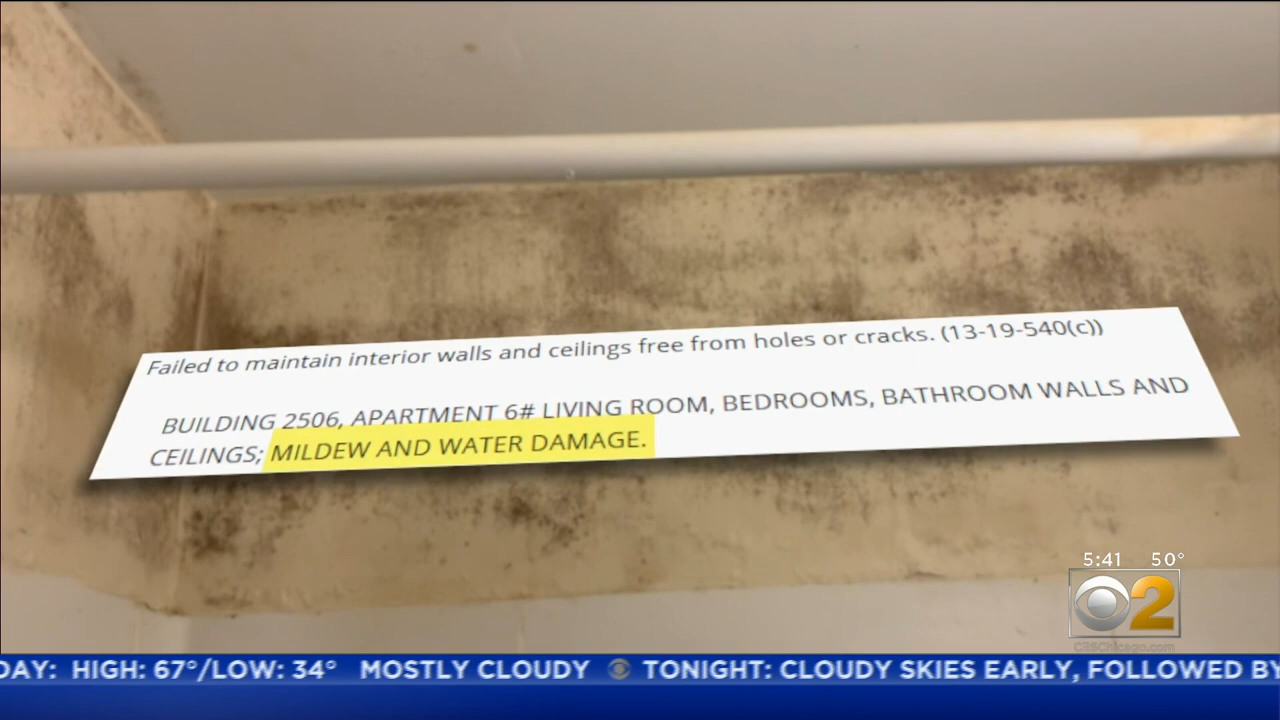 Failed to maintain interior walls and ceilings free from holes or cracks. (13-19-540(c))
BUILDING 2506, APARTMENT 6# LIVING ROOM, BEDROOMS, BATHROOM WALLS AND
CEILINGS; MILDEW AND WATER DAMAGE.
5:41 50°
2
CBSChicago.com
DAY: HIGH: 67°/LOW: 34° MOSTLY CLOUDY TONIGHT: CLOUDY SKIES EARLY, FOLLOWED BY